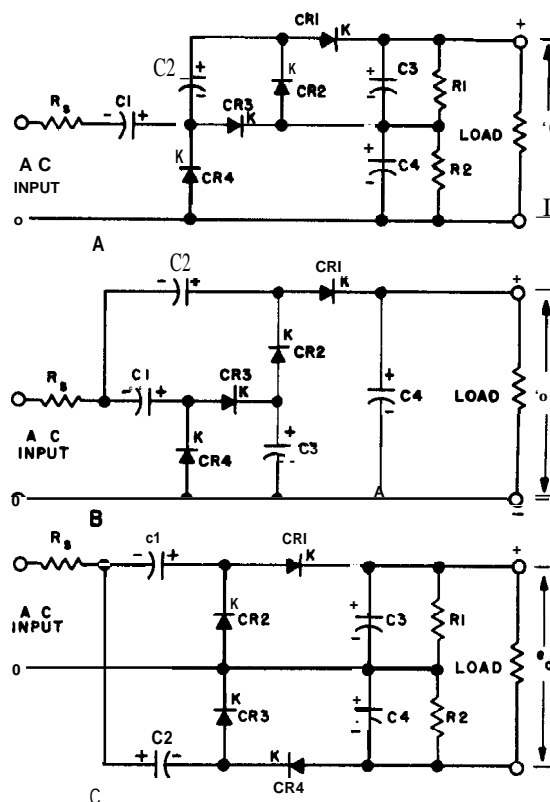 CR1 K +
C2 + - K CR2 + - C3 R1
Rs - C1 + CR3 K LOAD
A C
INPUT
K CR4 + - C4 R2
o
A
C2 CR1
- + K +
K CR2
Rs C1 - + CR3 K + - C4 LOAD
A C
INPUT
K CR4 + - C3
B
Rs c1 CR1 +
- + K
A C
INPUT
K CR2 + - C3 R1
LOAD eo
K CR3 + - C4 R2
C2
+ - K
CR4
C